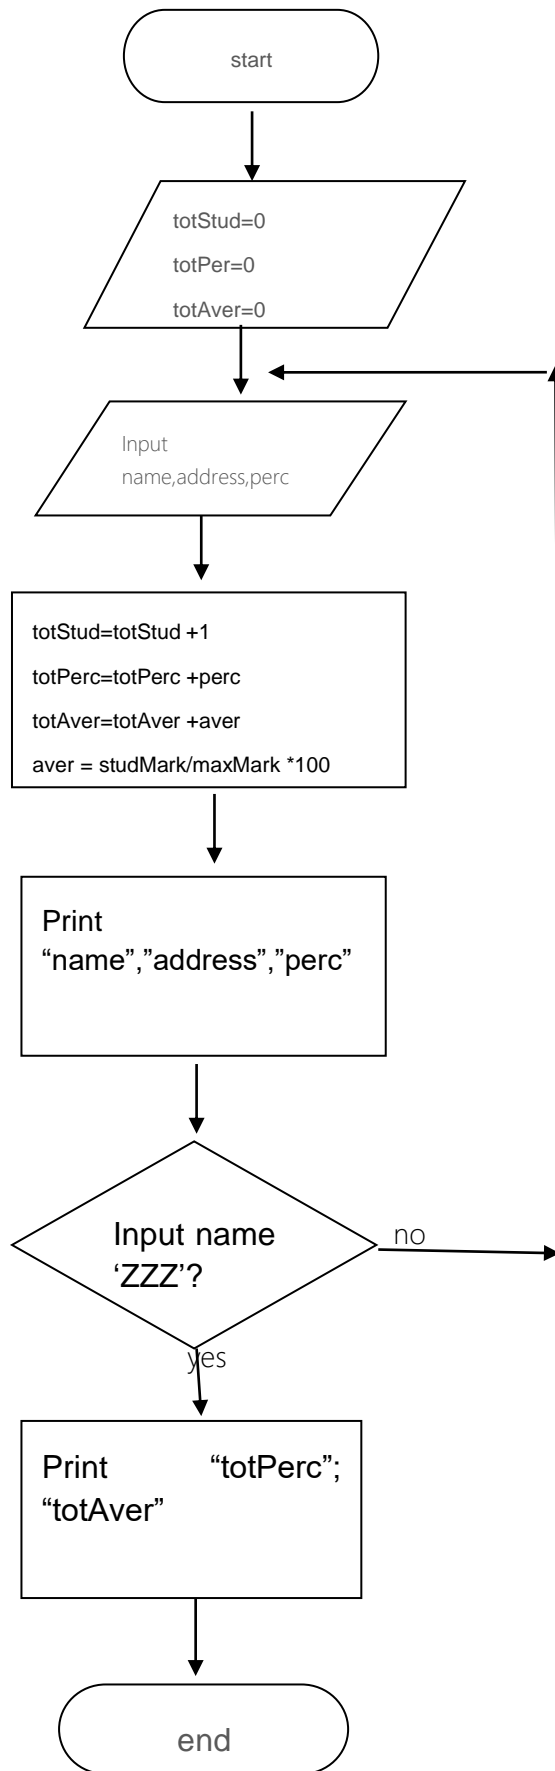 start
totStud=0
totPer=0
totAver=0
Input
name,address,perc
totStud=totStud +1
totPerc=totPerc +perc
totAver=totAver +aver
aver = studMark/maxMark *100
Print
“name”,”address”,”perc”
Input name
‘ZZZ’?
no
yes
Print “totPerc”;
“totAver”
end